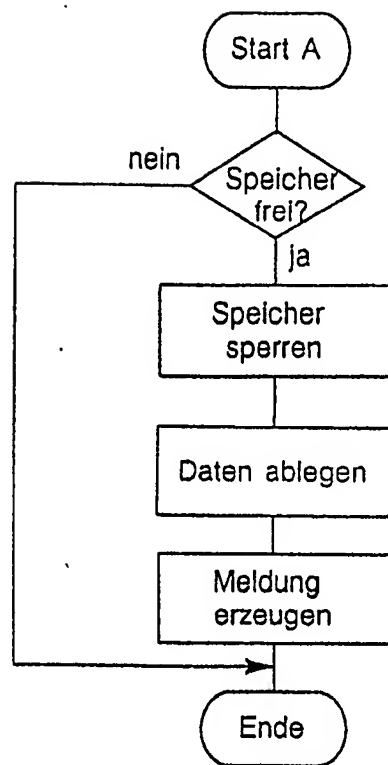 Start A
nein
Speicher
frei?
ja
Speicher
sperren
Daten ablegen
Meldung
erzeugen
Ende